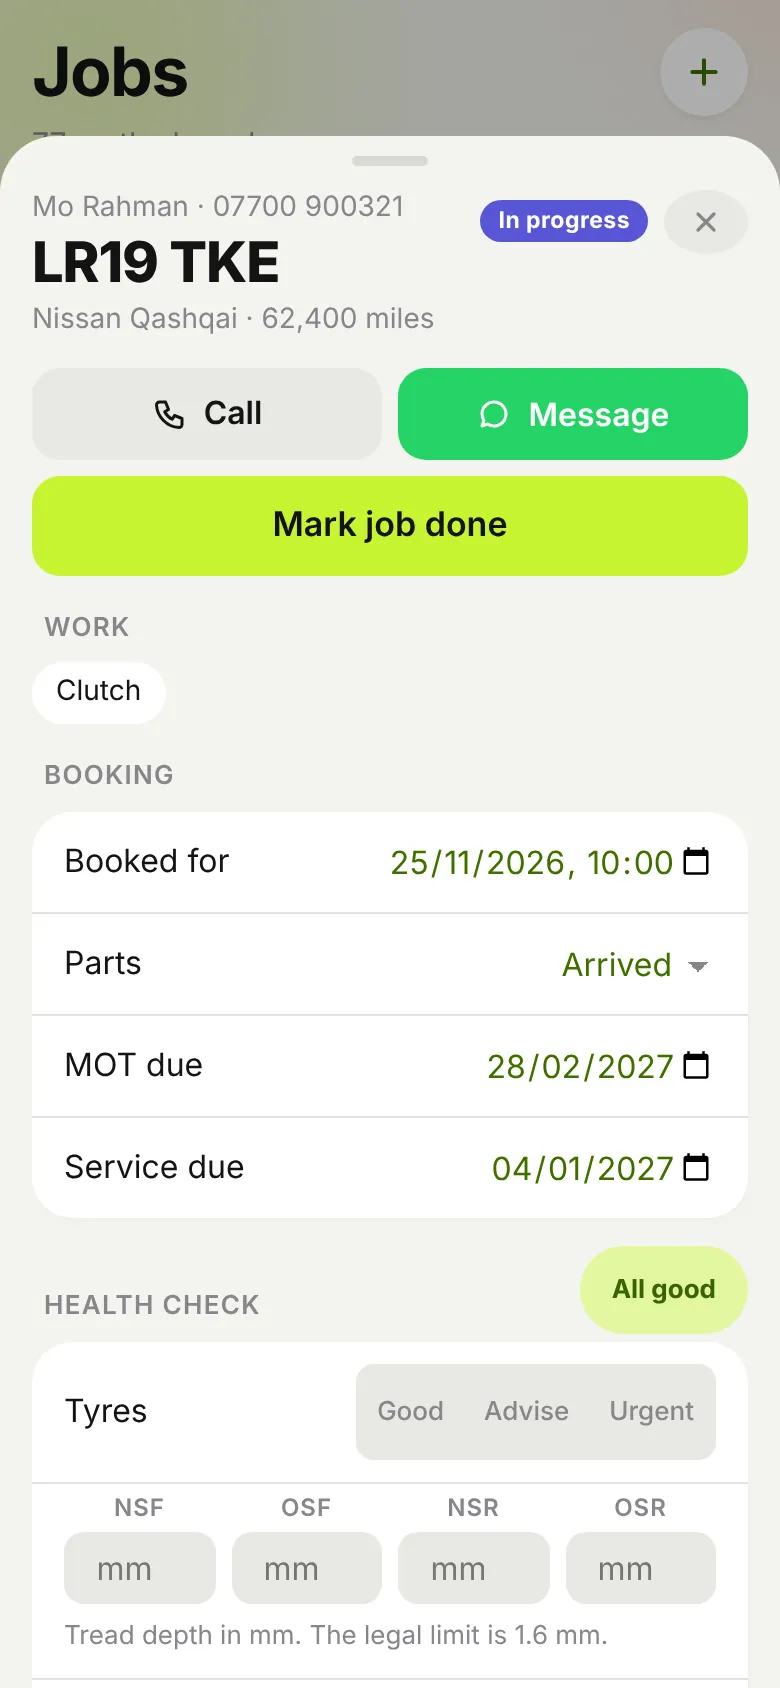 Jobs
Mo Rahman · 07700 900321
In progress
LR19 TKE
Nissan Qashqai · 62,400 miles
Call
Message
Mark job done
WORK
Clutch
BOOKING
Booked for 25/11/2026, 10:00
Parts Arrived
MOT due 28/02/2027
Service due 04/01/2027
HEALTH CHECK All good
Tyres Good Advise Urgent
NSF OSF NSR OSR
mm mm mm mm
Tread depth in mm. The legal limit is 1.6 mm.